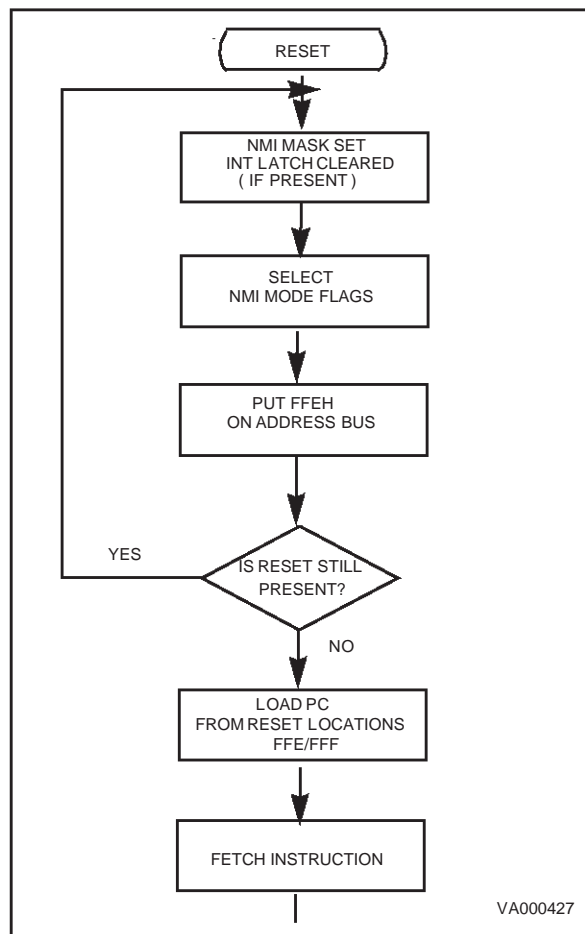 RESET
NMI MASK SET
INT LATCH CLEARED
( IF PRESENT )
SELECT
NMI MODE FLAGS
PUT FFEH
ON ADDRESS BUS
YES
IS RESET STILL
PRESENT?
NO
LOAD PC
FROM RESET LOCATIONS
FFE/FFF
FETCH INSTRUCTION
VA000427